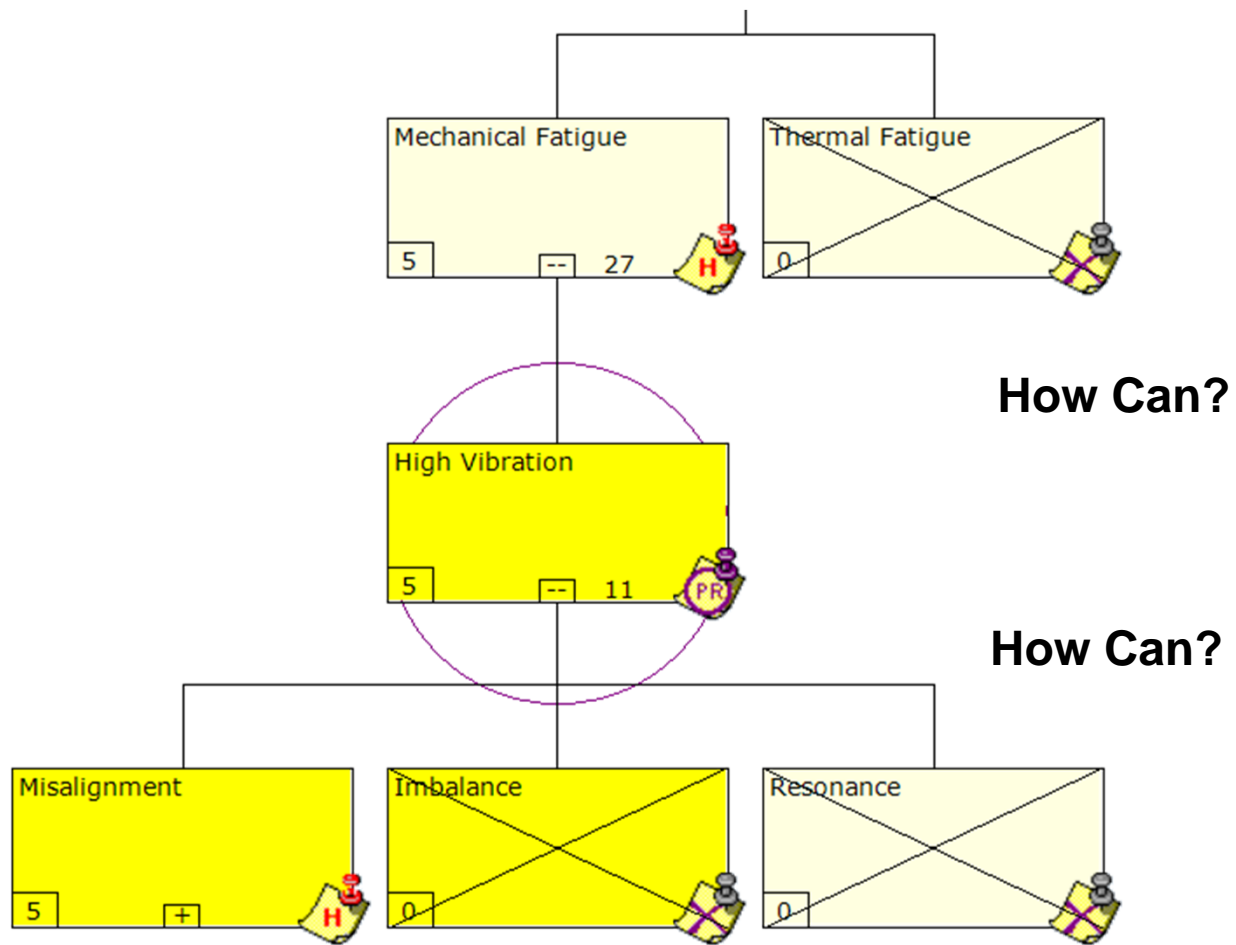 Mechanical Fatigue
Thermal Fatigue
5
--
27
H
0
How Can?
High Vibration
5
--
11
PR
How Can?
Misalignment
Imbalance
Resonance
5
+
H
0
0